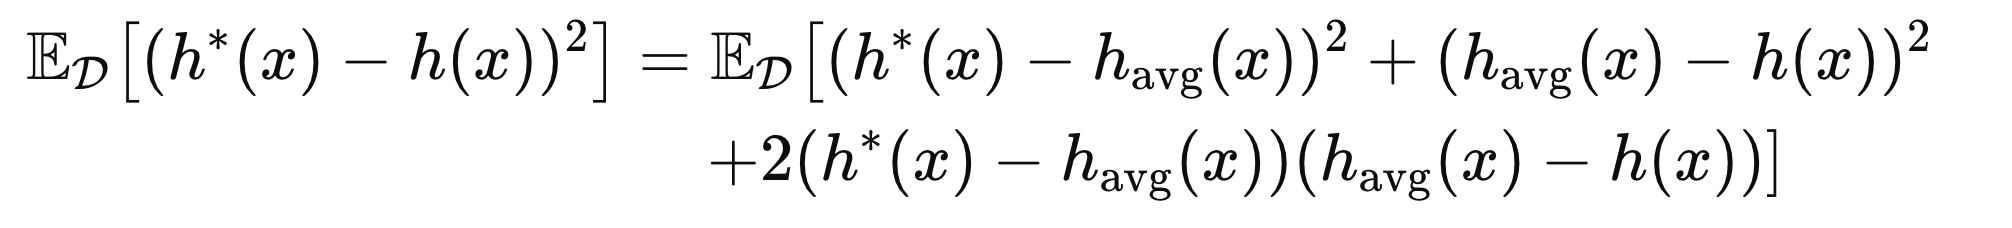 𝔼_𝒟[(h*(x) − h(x))²] = 𝔼_𝒟[(h*(x) − h_avg(x))² + (h_avg(x) − h(x))²
+2(h*(x) − h_avg(x))(h_avg(x) − h(x))]